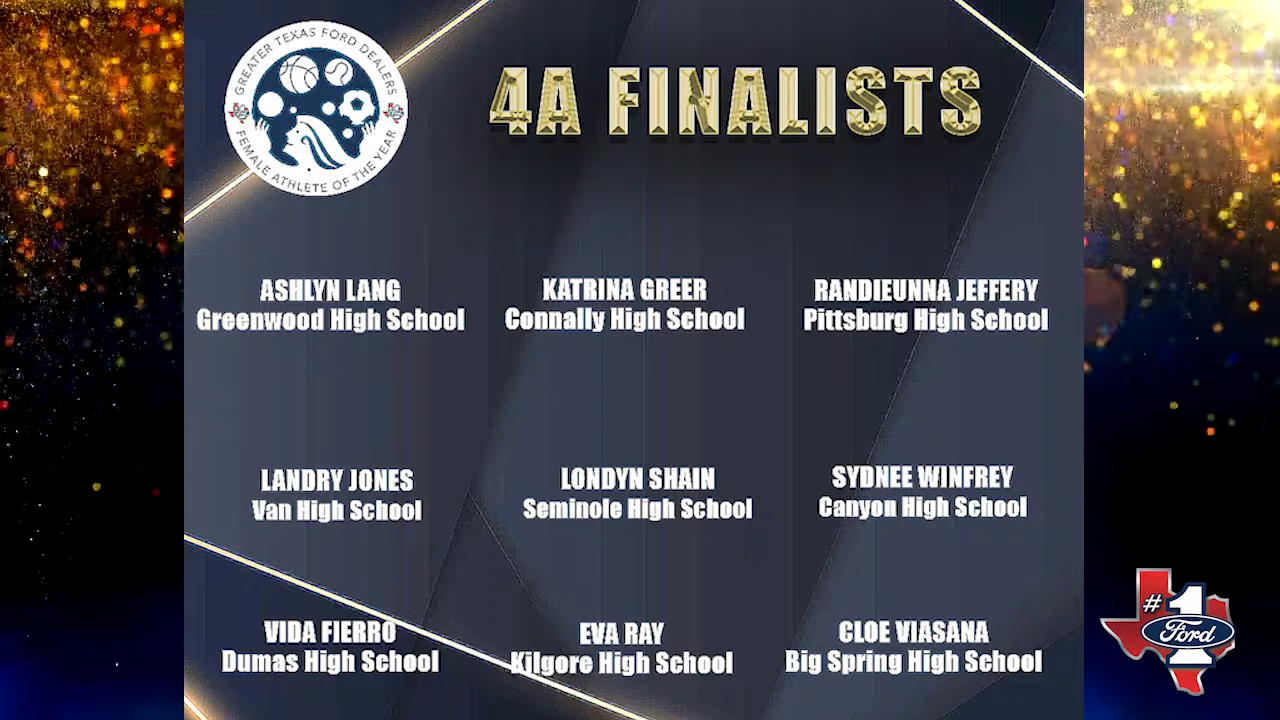 GREATER TEXAS FORD DEALERS
FEMALE ATHLETE OF THE YEAR
4A FINALISTS
ASHLYN LANG
Greenwood High School
KATRINA GREER
Connally High School
RANDIEUNNA JEFFERY
Pittsburg High School
LANDRY JONES
Van High School
LONDYN SHAIN
Seminole High School
SYDNEE WINFREY
Canyon High School
VIDA FIERRO
Dumas High School
EVA RAY
Kilgore High School
CLOE VIASANA
Big Spring High School
#1
Ford